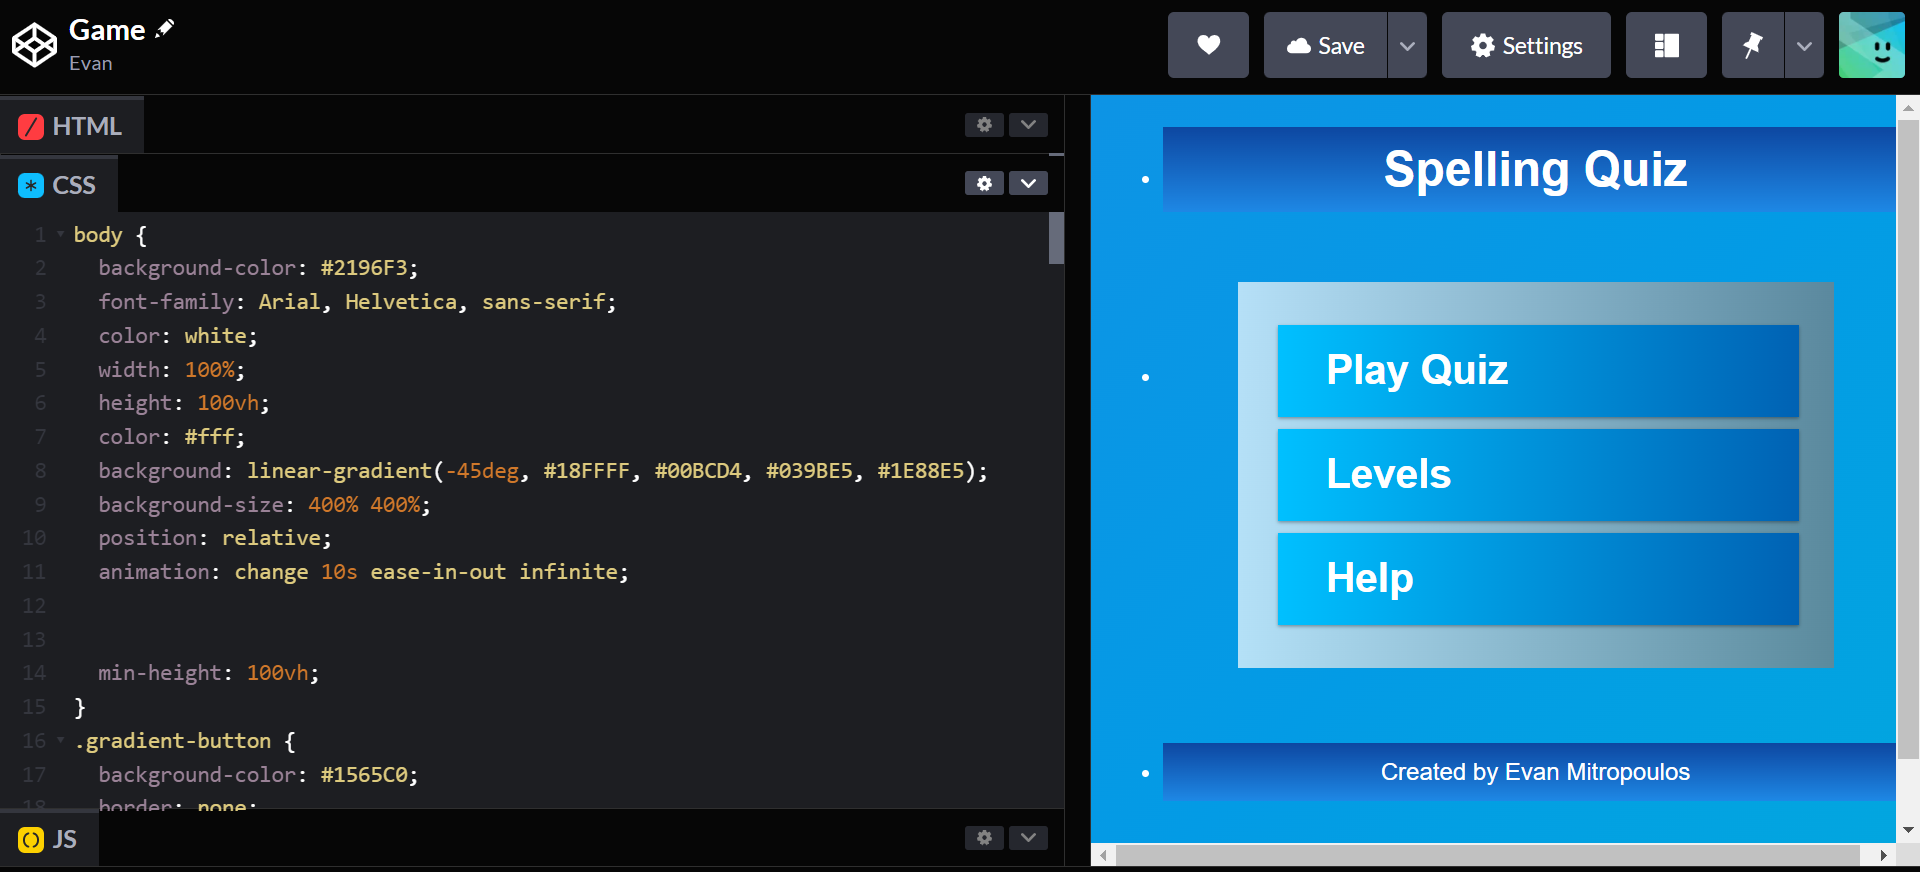 Game
Evan
Save
Settings
HTML
CSS
1 body {
2 background-color: #2196F3;
3 font-family: Arial, Helvetica, sans-serif;
4 color: white;
5 width: 100%;
6 height: 100vh;
7 color: #fff;
8 background: linear-gradient(-45deg, #18FFFF, #00BCD4, #039BE5, #1E88E5);
9 background-size: 400% 400%;
10 position: relative;
11 animation: change 10s ease-in-out infinite;
12
13
14 min-height: 100vh;
15 }
16 .gradient-button {
17 background-color: #1565C0;
18 border: none;
JS
Spelling Quiz
Play Quiz
Levels
Help
Created by Evan Mitropoulos